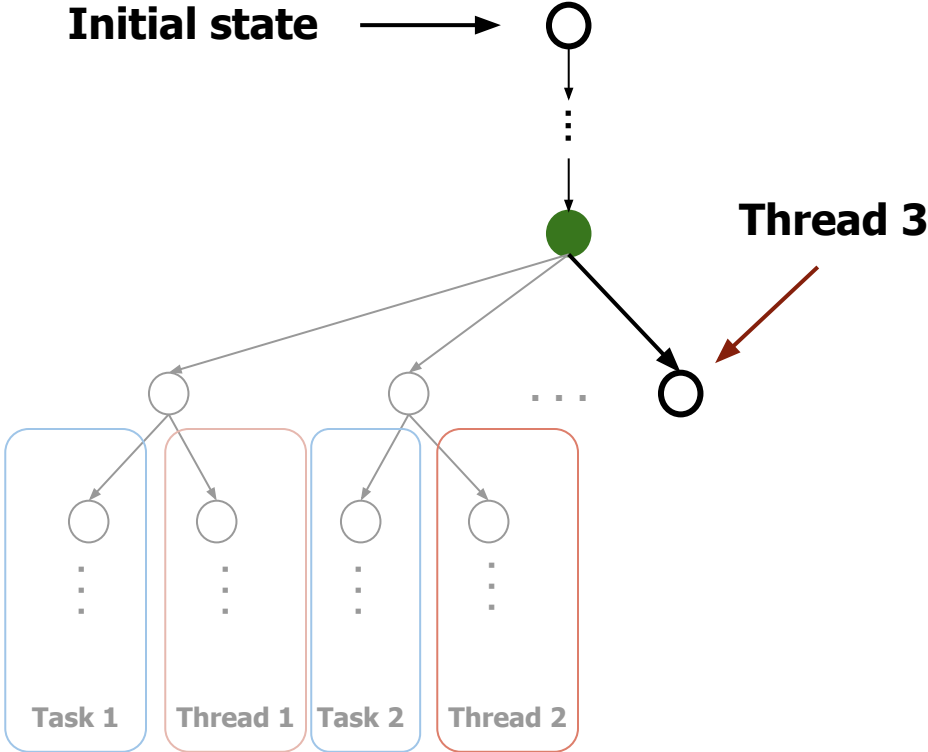 Initial state
Thread 3
Task 1
Thread 1
Task 2
Thread 2